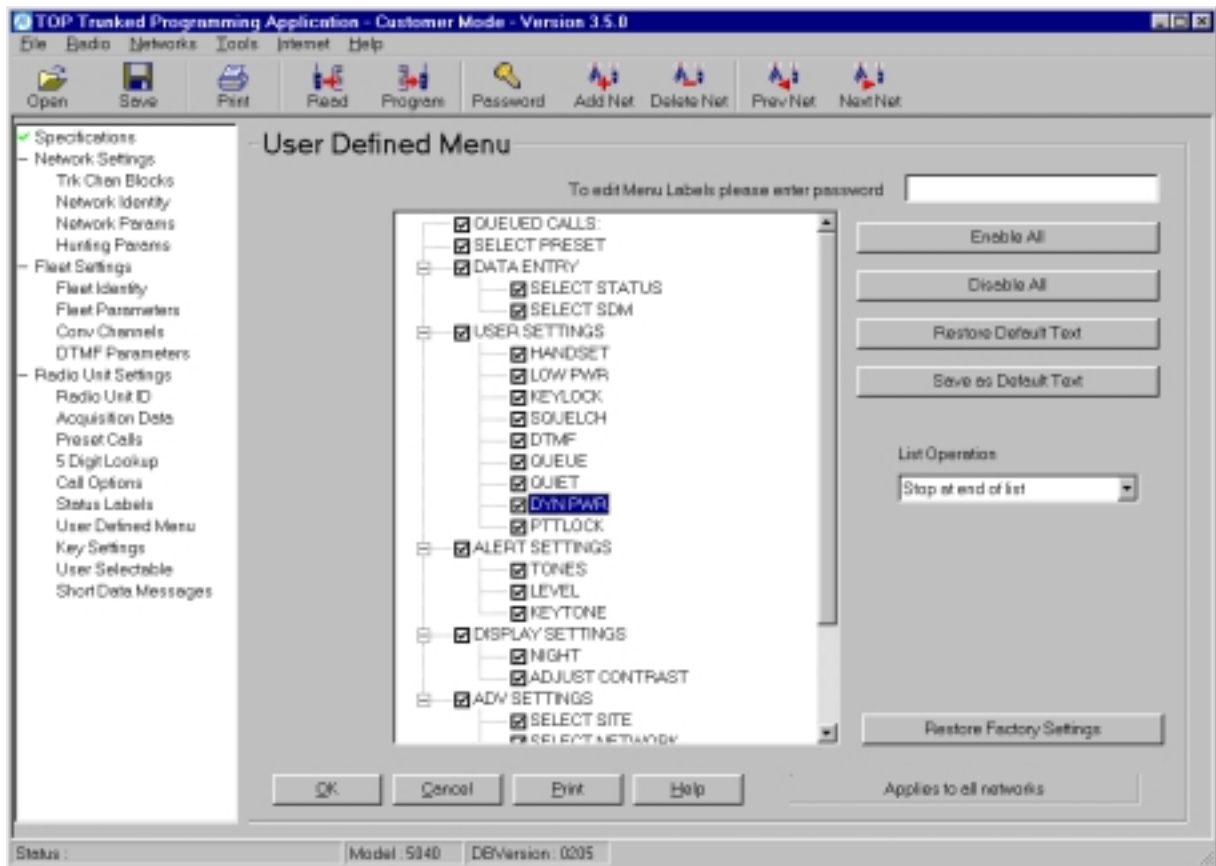 TOP Trunked Programming Application - Customer Mode - Version 3.5.0
File Radio Networks Tools Internet Help
Open Save Print Read Program Password Add Net Delete Net Prev Net Next Net
Specifications
Network Settings
Trk Chan Blocks
Network Identity
Network Params
Hunting Params
Fleet Settings
Fleet Identity
Fleet Parameters
Conv Channels
DTMF Parameters
Radio Unit Settings
Radio Unit ID
Acquisition Data
Preset Calls
5 Digit Lookup
Call Options
Status Labels
User Defined Menu
Key Settings
User Selectable
Short Data Messages
User Defined Menu
To edit Menu Labels please enter password
QUEUED CALLS:
SELECT PRESET
DATA ENTRY
SELECT STATUS
SELECT SDM
USER SETTINGS
HANDSET
LOW PWR
KEYLOCK
SQUELCH
DTMF
QUEUE
QUIET
DYN PWR
PTTLOCK
ALERT SETTINGS
TONES
LEVEL
KEYTONE
DISPLAY SETTINGS
NIGHT
ADJUST CONTRAST
ADV SETTINGS
SELECT SITE
SELECT NETWORK
Enable All
Disable All
Restore Default Text
Save as Default Text
List Operation
Stop at end of list
Restore Factory Settings
OK Cancel Print Help Applies to all networks
Status : Model : 5040 DBVersion : 0205